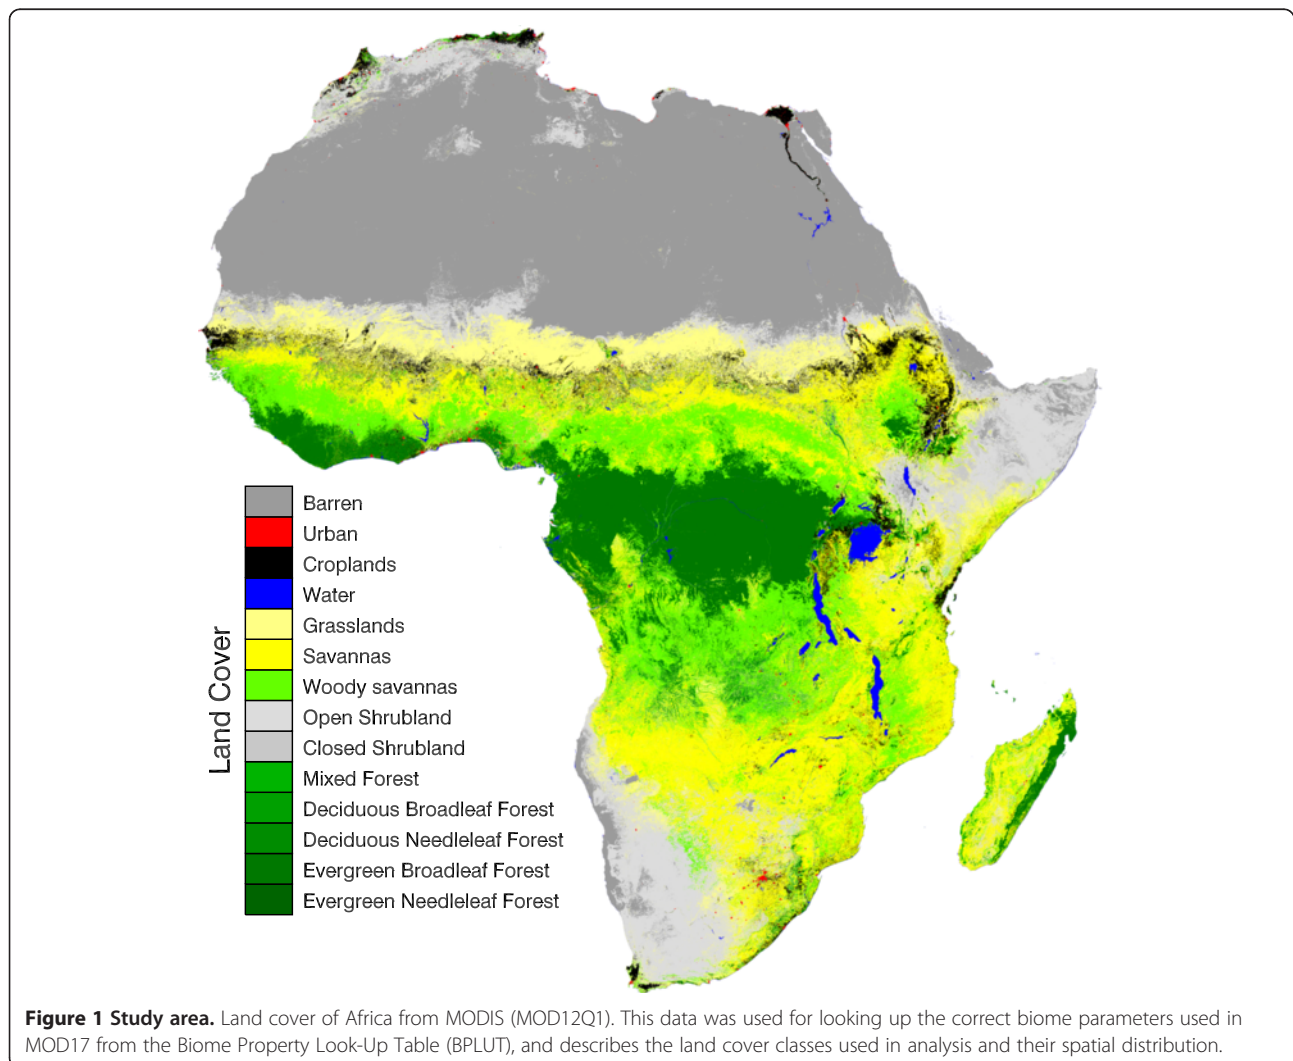 Land Cover
Barren
Urban
Croplands
Water
Grasslands
Savannas
Woody savannas
Open Shrubland
Closed Shrubland
Mixed Forest
Deciduous Broadleaf Forest
Deciduous Needleleaf Forest
Evergreen Broadleaf Forest
Evergreen Needleleaf Forest
Figure 1 Study area. Land cover of Africa from MODIS (MOD12Q1). This data was used for looking up the correct biome parameters used in
MOD17 from the Biome Property Look-Up Table (BPLUT), and describes the land cover classes used in analysis and their spatial distribution.